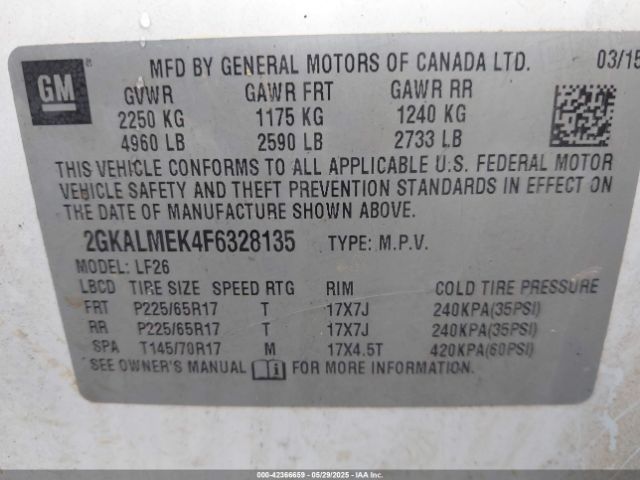 GM ®
MFD BY GENERAL MOTORS OF CANADA LTD. 03/15
GVWR GAWR FRT GAWR RR
2250 KG 1175 KG 1240 KG
4960 LB 2590 LB 2733 LB
THIS VEHICLE CONFORMS TO ALL APPLICABLE U.S. FEDERAL MOTOR
VEHICLE SAFETY AND THEFT PREVENTION STANDARDS IN EFFECT ON
THE DATE OF MANUFACTURE SHOWN ABOVE.
2GKALMEK4F6328135 TYPE: M.P.V.
MODEL: LF26
LBCD TIRE SIZE SPEED RTG RIM COLD TIRE PRESSURE
FRT P225/65R17 T 17X7J 240KPA(35PSI)
RR P225/65R17 T 17X7J 240KPA(35PSI)
SPA T145/70R17 M 17X4.5T 420KPA(60PSI)
SEE OWNER'S MANUAL FOR MORE INFORMATION.
000-42366659 - 05/29/2025 - IAAI.COM